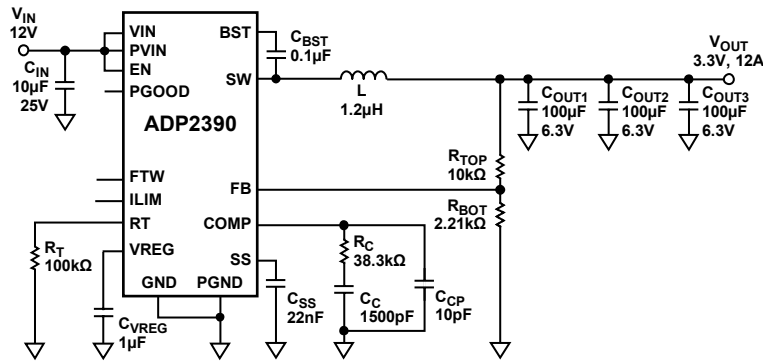 VIN
12V
CIN
10µF
25V
VIN
PVIN
EN
PGOOD
ADP2390
FTW
ILIM
RT
VREG
GND
PGND
BST
SW
FB
COMP
SS
CBST
0.1µF
L
1.2µH
VOUT
3.3V, 12A
COUT1
100µF
6.3V
COUT2
100µF
6.3V
COUT3
100µF
6.3V
RTOP
10kΩ
RBOT
2.21kΩ
RT
100kΩ
CVREG
1µF
CSS
22nF
RC
38.3kΩ
CC
1500pF
CCP
10pF